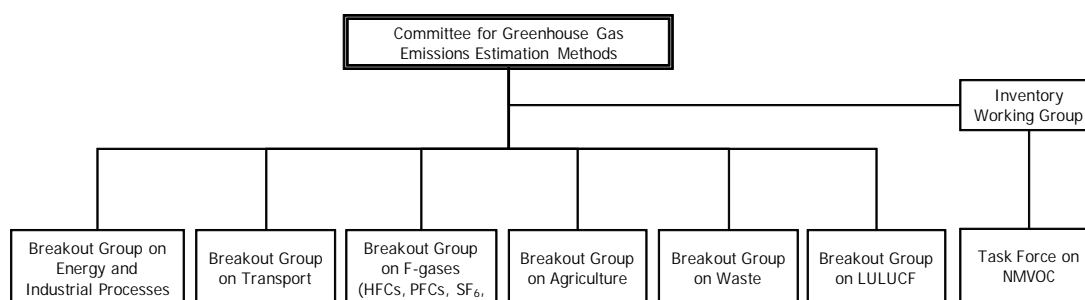 Committee for Greenhouse Gas
Emissions Estimation Methods
Inventory
Working Group
Breakout Group on
Energy and
Industrial Processes
Breakout Group
on Transport
Breakout Group
on F-gases
(HFCs, PFCs, SF₆,
Breakout Group
on Agriculture
Breakout Group
on Waste
Breakout Group
on LULUCF
Task Force on
NMVOC